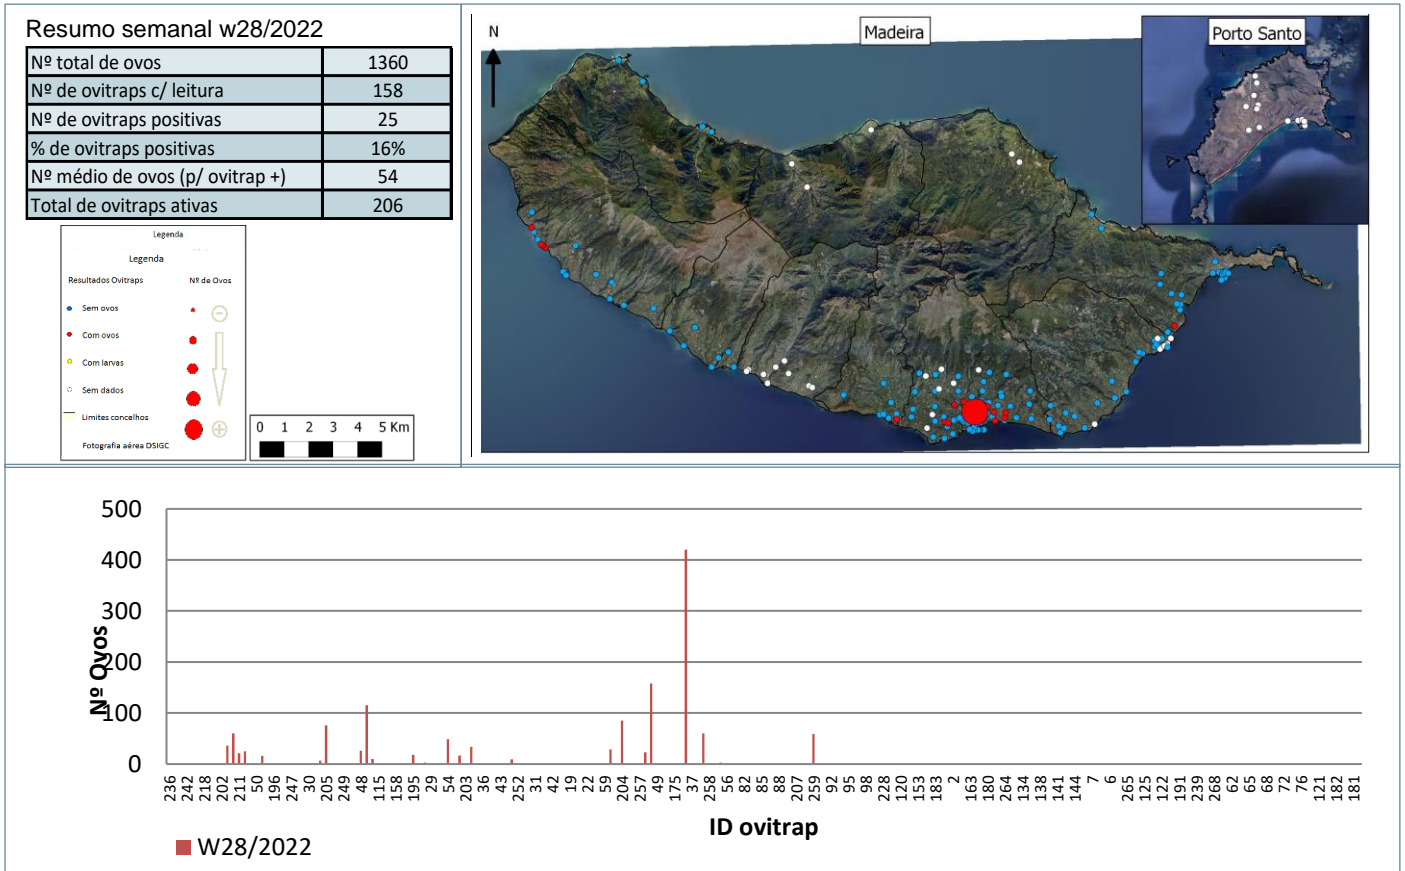 Resumo semanal w28/2022
Nº total de ovos 1360
Nº de ovitraps c/ leitura 158
Nº de ovitraps positivas 25
% de ovitraps positivas 16%
Nº médio de ovos (p/ ovitrap +) 54
Total de ovitraps ativas 206
Legenda
Legenda
Resultados Ovitraps Nº de Ovos
Sem ovos
Com ovos
Com larvas
Sem dados
Limites concelhos
Fotografia aérea DSIGC
0 1 2 3 4 5 Km
N
Madeira
Porto Santo
500
400
300
200
100
0
Nº Ovos
236 242 218 202 211 50 196 247 30 205 249 48 115 158 195 29 54 203 36 43 252 31 42 19 22 59 204 257 49 175 37 258 56 82 85 88 207 259 92 95 98 228 120 153 183 2 163 180 264 134 138 141 144 7 6 265 125 122 191 239 268 62 65 68 72 76 121 182 181
ID ovitrap
W28/2022